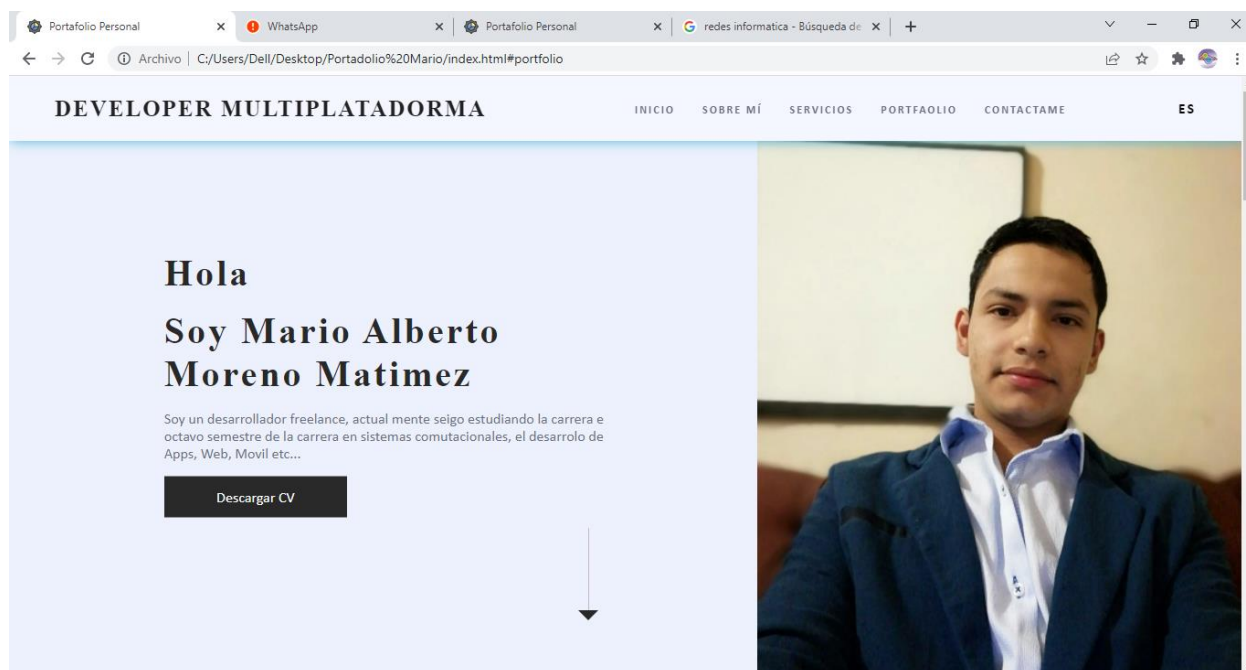 Portafolio Personal
WhatsApp
Portafolio Personal
redes informatica - Búsqueda de
Archivo
C:/Users/Dell/Desktop/Portadolio%20Mario/index.html#portfolio
DEVELOPER MULTIPLATADORMA
INICIO
SOBRE MÍ
SERVICIOS
PORTFAOLIO
CONTACTAME
ES
Hola
Soy Mario Alberto
Moreno Matimez
Soy un desarrollador freelance, actual mente seigo estudiando la carrera e
octavo semestre de la carrera en sistemas comutacionales, el desarrolo de
Apps, Web, Movil etc...
Descargar CV